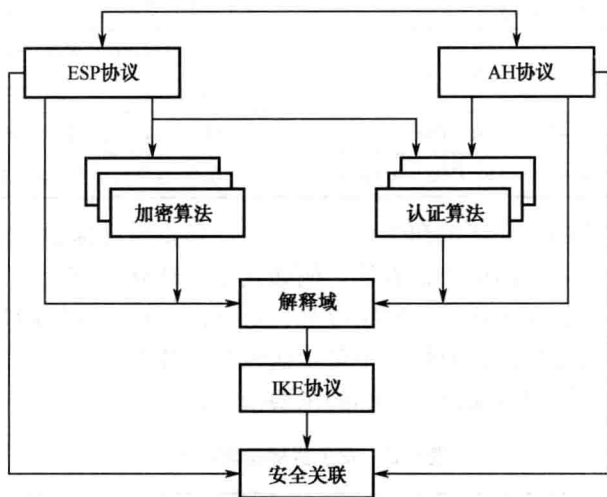 ESP协议
AH协议
加密算法
认证算法
解释域
IKE协议
安全关联